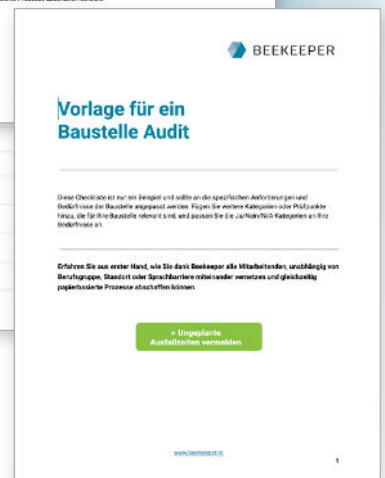 BEEKEEPER
Vorlage für ein
Baustelle Audit
Diese Checkliste ist nur ein Beispiel und sollte an die spezifischen Anforderungen und
Bedürfnisse der Baustelle angepasst werden. Fügen Sie weitere Kategorien oder Prüfpunkte
hinzu, die für Ihre Baustelle relevant sind, und passen Sie die Ja/Nein/N/A-Kategorien an Ihre
Bedürfnisse an.
Erfahren Sie aus erster Hand, wie Sie dank Beekeeper alle Mitarbeitenden, unabhängig von
Berufsgruppe, Standort oder Sprachbarriere miteinander vernetzen und gleichzeitig
papierbasierte Prozesse abschaffen können.
» Ungeplante
Ausfallzeiten vermeiden
www.beekeeper.io
1